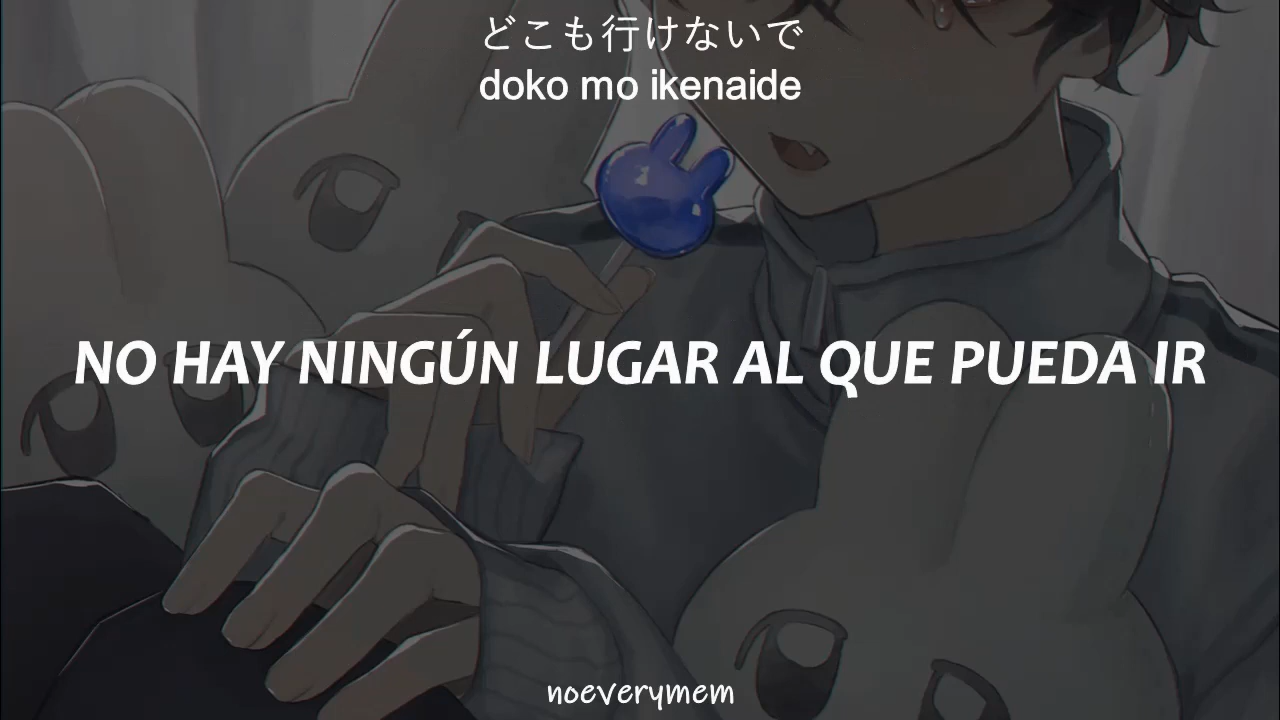 どこも行けないで
doko mo ikenaide
NO HAY NINGÚN LUGAR AL QUE PUEDA IR
noeverymem